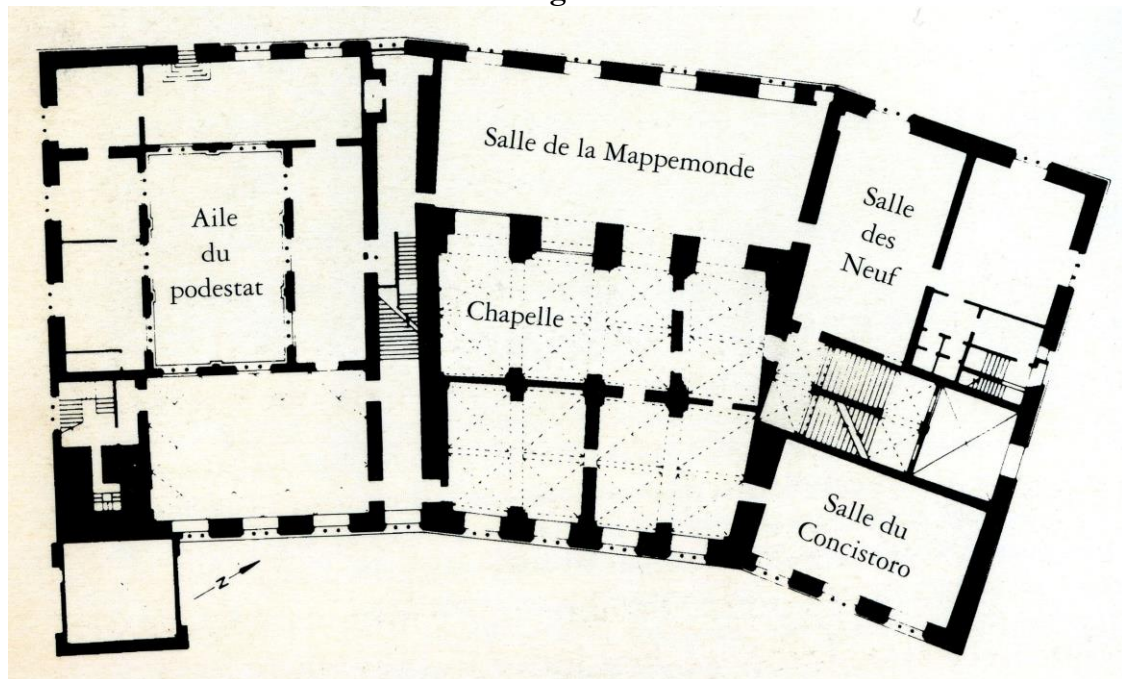 Salle de la Mappemonde
Aile
du
podestat
Salle
des
Neuf
Chapelle
Salle du
Concistoro
N